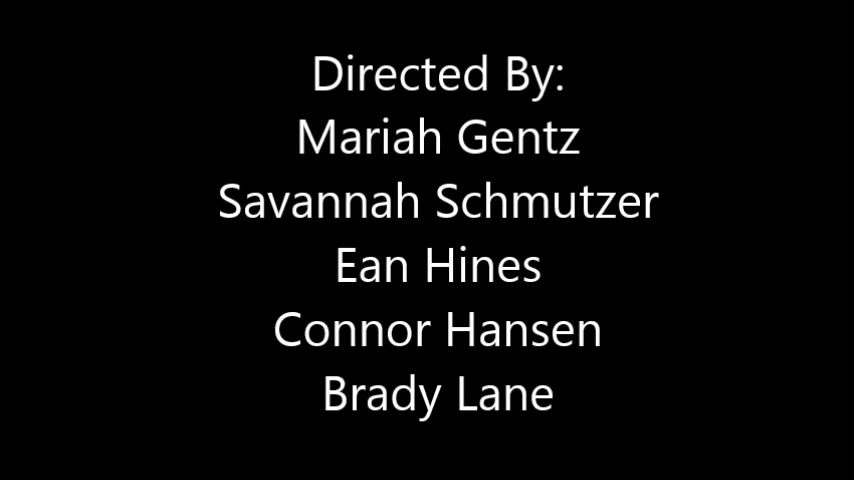 Directed By:
Mariah Gentz
Savannah Schmutzer
Ean Hines
Connor Hansen
Brady Lane